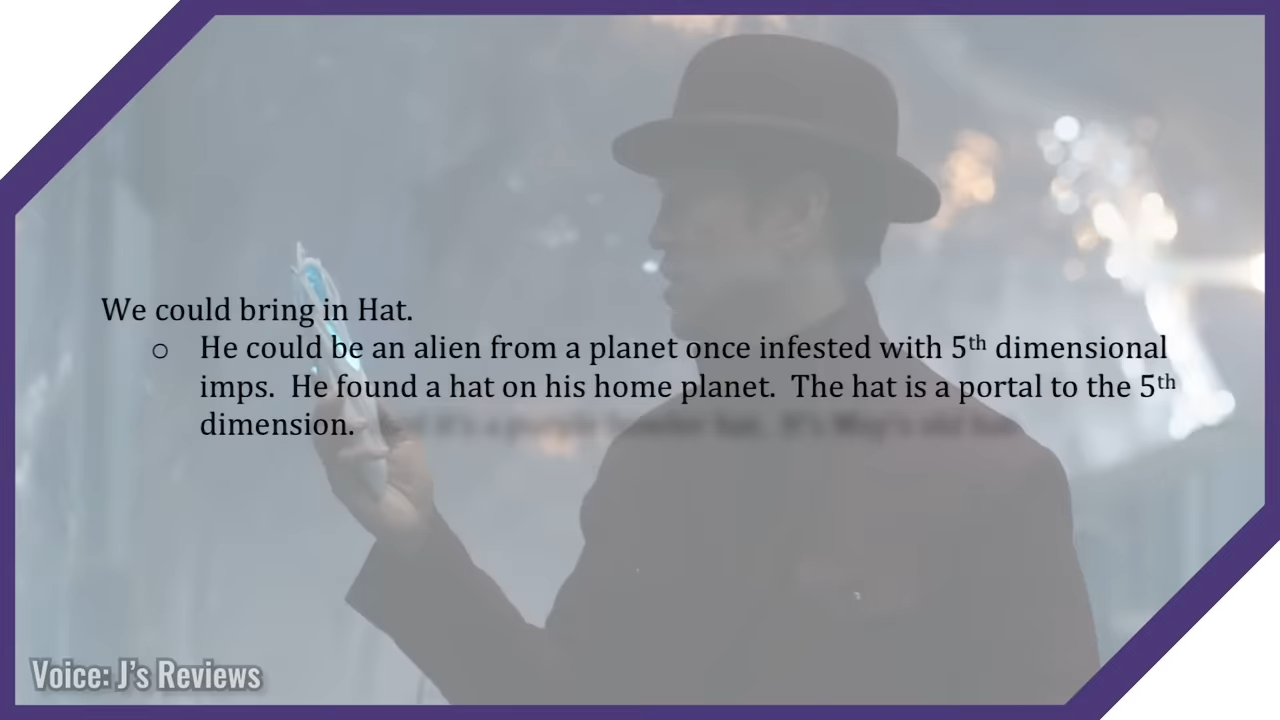 We could bring in Hat.
○ He could be an alien from a planet once infested with 5th dimensional
imps. He found a hat on his home planet. The hat is a portal to the 5th
dimension.
Voice: J's Reviews